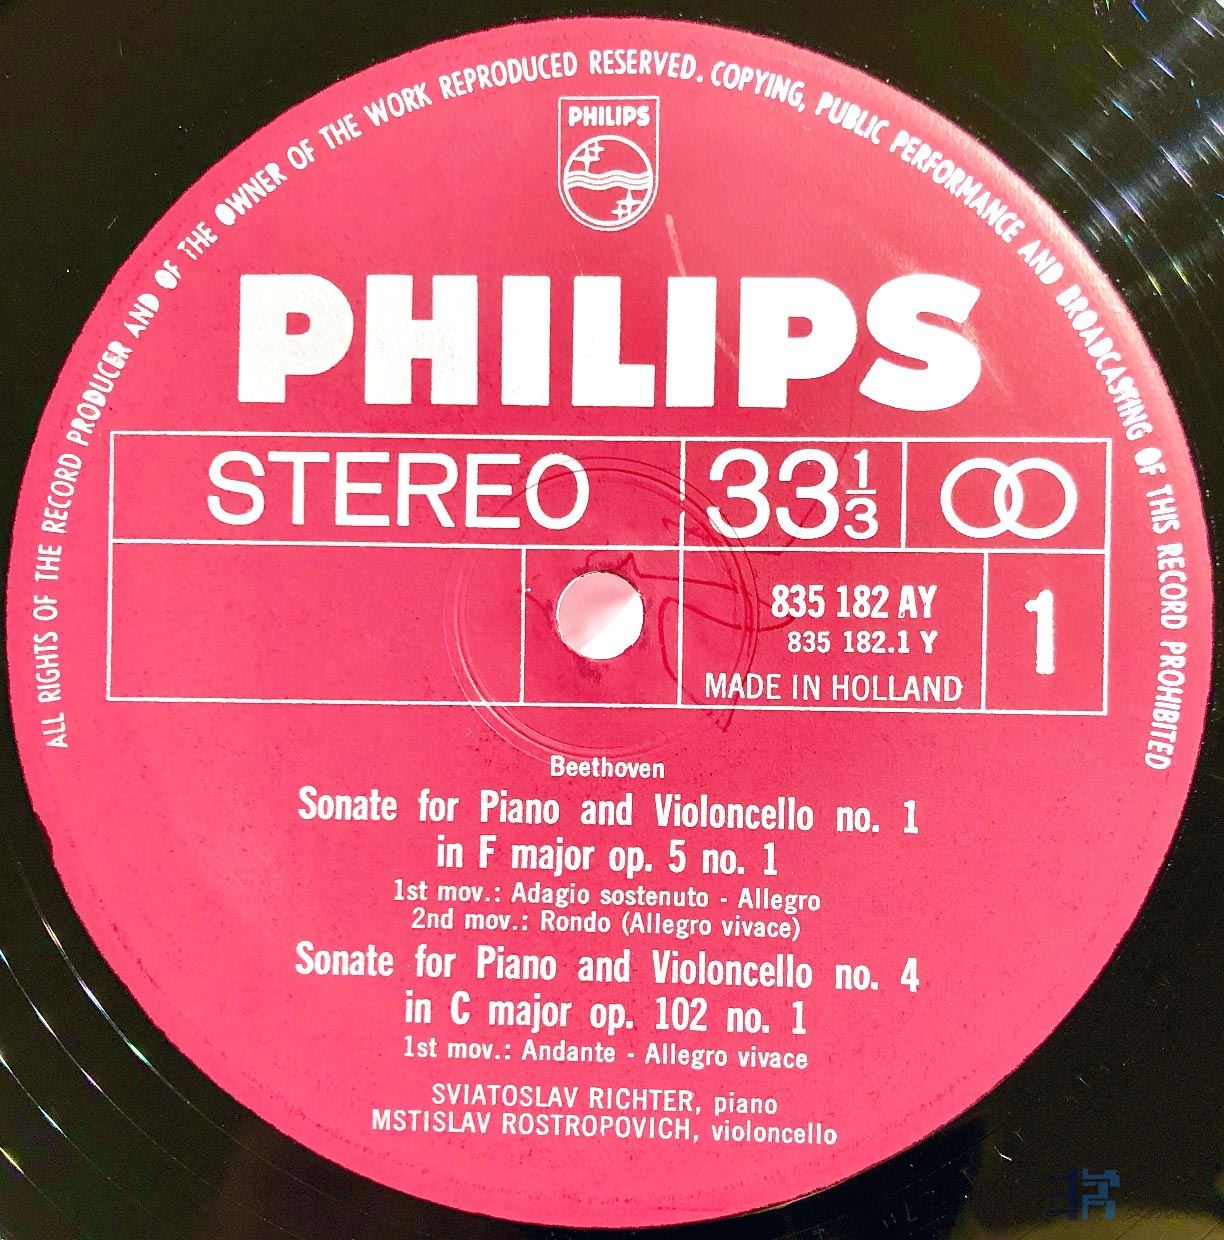 ALL RIGHTS OF THE RECORD PRODUCER AND OF THE OWNER OF THE WORK REPRODUCED RESERVED. COPYING, PUBLIC PERFORMANCE AND BROADCASTING OF THIS RECORD PROHIBITED
PHILIPS
PHILIPS
STEREO 33 1/3
835 182 AY
835 182.1 Y
1
MADE IN HOLLAND
Beethoven
Sonate for Piano and Violoncello no. 1
in F major op. 5 no. 1
1st mov.: Adagio sostenuto - Allegro
2nd mov.: Rondo (Allegro vivace)
Sonate for Piano and Violoncello no. 4
in C major op. 102 no. 1
1st mov.: Andante - Allegro vivace
SVIATOSLAV RICHTER, piano
MSTISLAV ROSTROPOVICH, violoncello